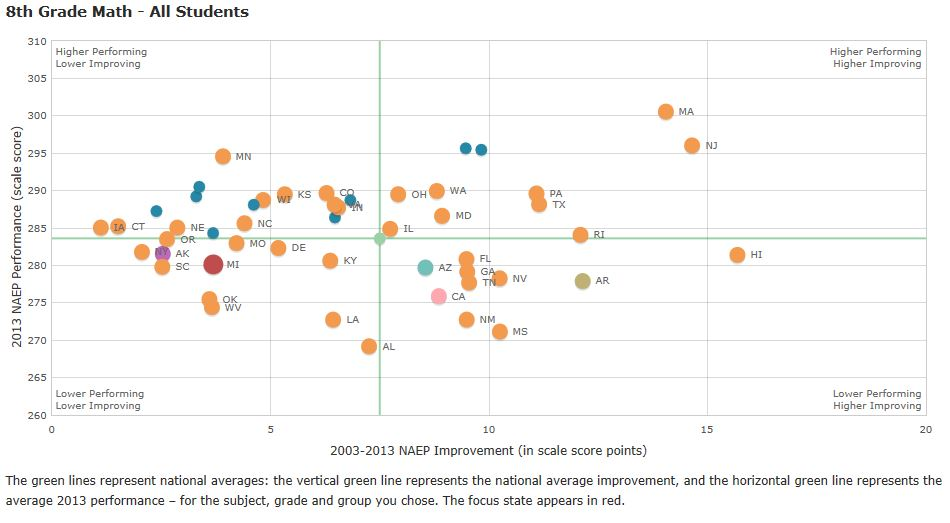 8th Grade Math - All Students
310
Higher Performing
Lower Improving
Higher Performing
Higher Improving
305
300
MA
295
NJ
MN
290
CO
WA
PA
KS
OH
WI
VA
IN
TX
MD
285
NC
IA
CT
NE
IL
RI
OR
MO
DE
NY
AK
HI
280
MI
KY
FL
SC
AZ
GA
NV
TN
AR
275
CA
OK
WV
270
LA
NM
MS
AL
265
Lower Performing
Lower Improving
Lower Performing
Higher Improving
260
0
5
10
15
20
2013 NAEP Performance (scale score)
2003-2013 NAEP Improvement (in scale score points)
The green lines represent national averages: the vertical green line represents the national average improvement, and the horizontal green line represents the
average 2013 performance – for the subject, grade and group you chose. The focus state appears in red.